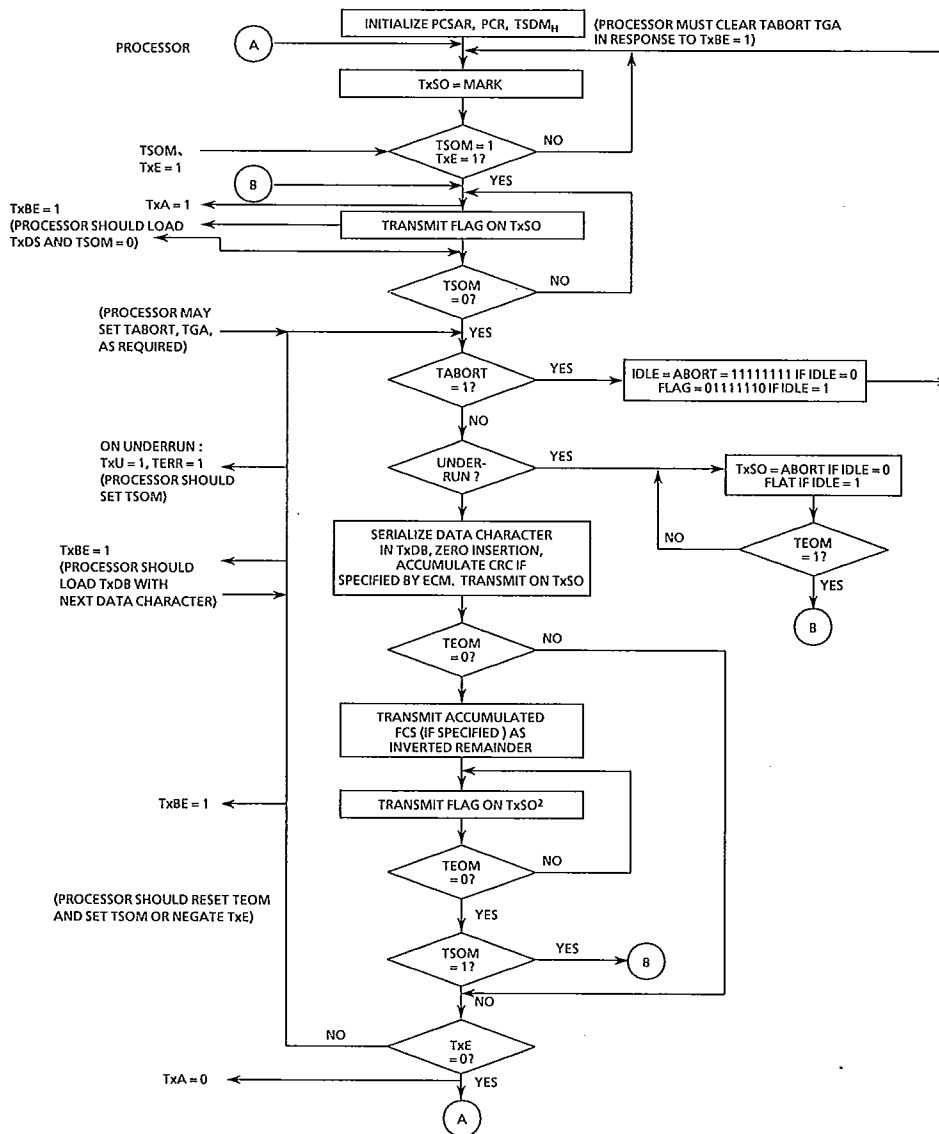 INITIALIZE PCSAR, PCR, TSDMH
(PROCESSOR MUST CLEAR TABORT TGA
IN RESPONSE TO TxBE = 1)
PROCESSOR
A
TxSO = MARK
TSOM = 1
TxE = 1?
NO
TSOM、
TxE = 1
YES
B
TxA = 1
TxBE = 1
(PROCESSOR SHOULD LOAD
TxDS AND TSOM = 0)
TRANSMIT FLAG ON TxSO
TSOM
= 0?
NO
YES
(PROCESSOR MAY
SET TABORT, TGA,
AS REQUIRED)
TABORT
= 1?
YES
IDLE = ABORT = 11111111 IF IDLE = 0
FLAG = 01111110 IF IDLE = 1
NO
ON UNDERRUN :
TxU = 1, TERR = 1
(PROCESSOR SHOULD
SET TSOM)
UNDER-
RUN ?
YES
TxSO = ABORT IF IDLE = 0
FLAT IF IDLE = 1
NO
TEOM
= 1?
YES
B
SERIALIZE DATA CHARACTER
IN TxDB, ZERO INSERTION,
ACCUMULATE CRC IF
SPECIFIED BY ECM. TRANSMIT ON TxSO
TxBE = 1
(PROCESSOR SHOULD
LOAD TxDB WITH
NEXT DATA CHARACTER)
TEOM
= 0?
NO
TRANSMIT ACCUMULATED
FCS (IF SPECIFIED ) AS
INVERTED REMAINDER
TxBE = 1
TRANSMIT FLAG ON TxSO²
TEOM
= 0?
NO
(PROCESSOR SHOULD RESET TEOM
AND SET TSOM OR NEGATE TxE)
YES
TSOM
= 1?
YES
B
NO
NO
TxE
= 0?
TxA = 0
YES
A